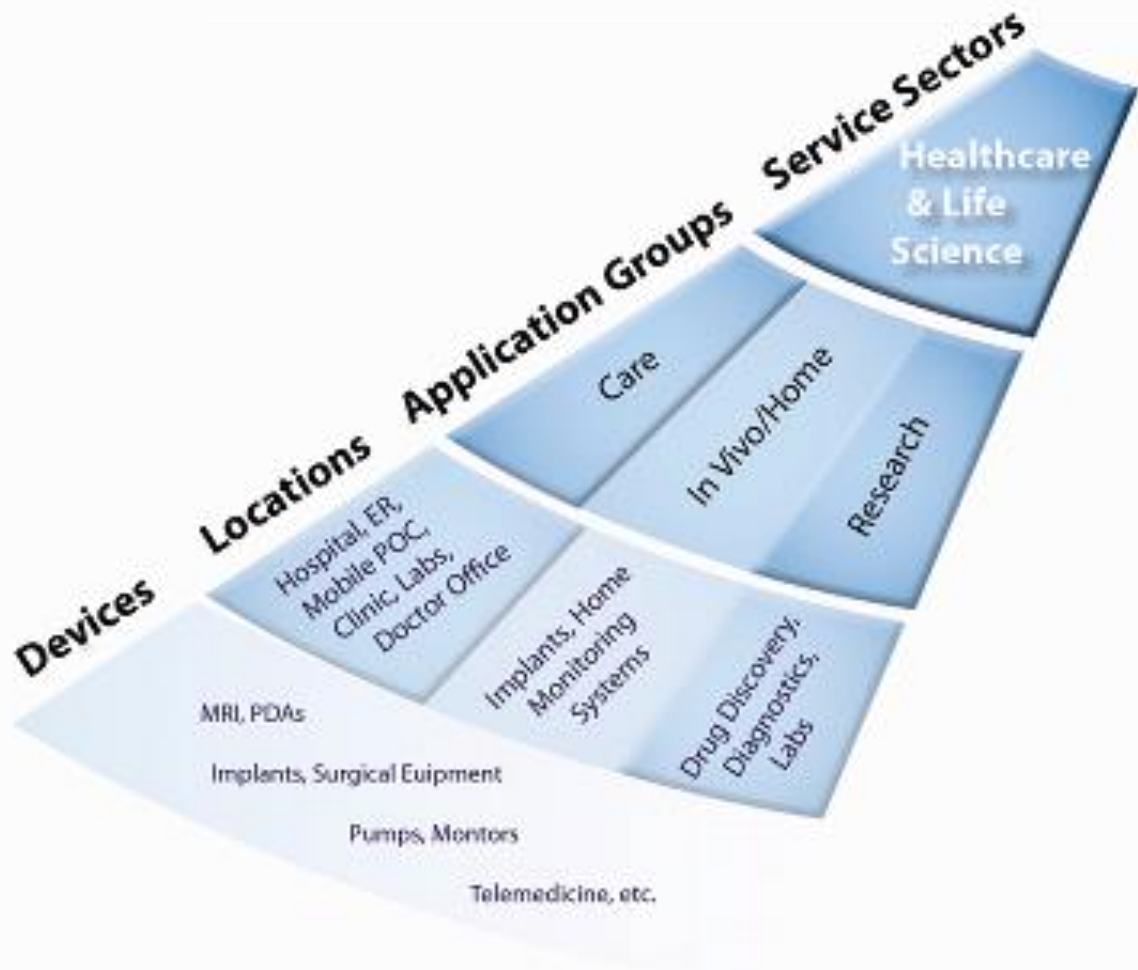 Service Sectors
Healthcare
& Life
Science
Application Groups
Care
In Vivo/Home
Research
Locations
Hospital, ER,
Mobile POC,
Clinic, Labs,
Doctor Office
Implants, Home
Monitoring
Systems
Drug Discovery,
Diagnostics,
Labs
Devices
MRI, PDAs
Implants, Surgical Euipment
Pumps, Montors
Telemedicine, etc.